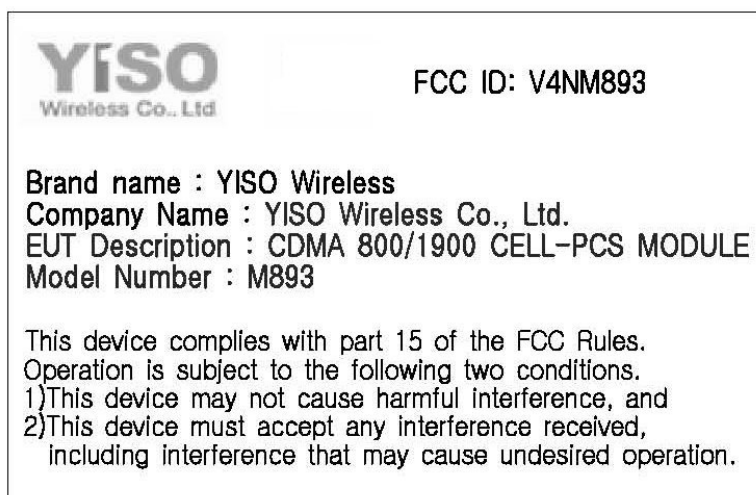 YISO
Wireless Co., Ltd
FCC ID: V4NM893
Brand name : YISO Wireless
Company Name : YISO Wireless Co., Ltd.
EUT Description : CDMA 800/1900 CELL-PCS MODULE
Model Number : M893
This device complies with part 15 of the FCC Rules.
Operation is subject to the following two conditions.
1)This device may not cause harmful interference, and
2)This device must accept any interference received,
including interference that may cause undesired operation.